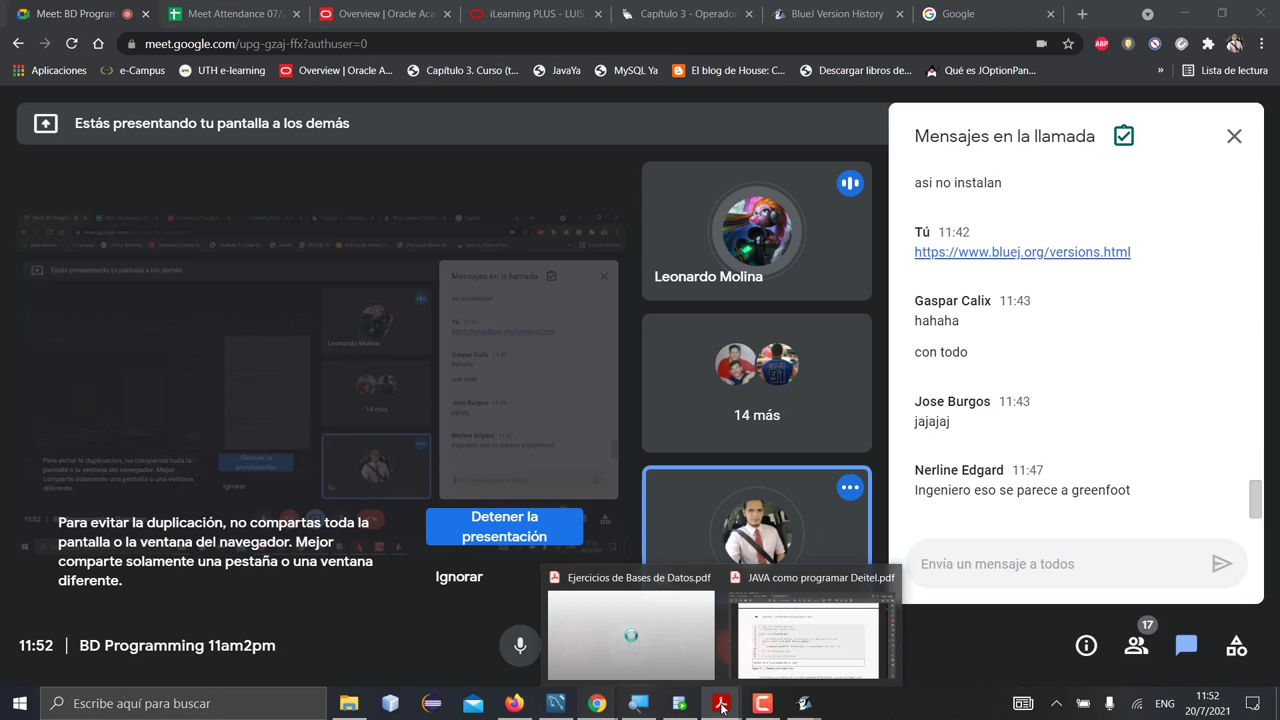 Meet: BD Program
Meet Attendance 07/
Overview | Oracle Aca
iLearning PLUS - LUIS
Capítulo 3 - Operador
BlueJ Version History
Google
meet.google.com/upg-gzaj-ffx?authuser=0
Aplicaciones
e-Campus
UTH e-learning
Overview | Oracle A...
Capítulo 3. Curso (t...
JavaYa
MySQL Ya
El blog de House: C...
Descargar libros de...
Qué es JOptionPan...
»
Lista de lectura
Estás presentando tu pantalla a los demás
Mensajes en la llamada
asi no instalan
Tú 11:42
https://www.bluej.org/versions.html
Gaspar Calix 11:43
hahaha
con todo
Jose Burgos 11:43
jajajaj
Nerline Edgard 11:47
Ingeniero eso se parece a greenfoot
Envía un mensaje a todos
Leonardo Molina
14 más
Para evitar la duplicación, no compartas toda la
pantalla o la ventana del navegador. Mejor
comparte solamente una pestaña o una ventana
diferente.
Detener la
presentación
Ignorar
Ejercicios de Bases de Datos.pdf
JAVA como programar Deitel.pdf
Programming 11am-2pm
17
Escribe aquí para buscar
ENG
11:52
20/7/2021